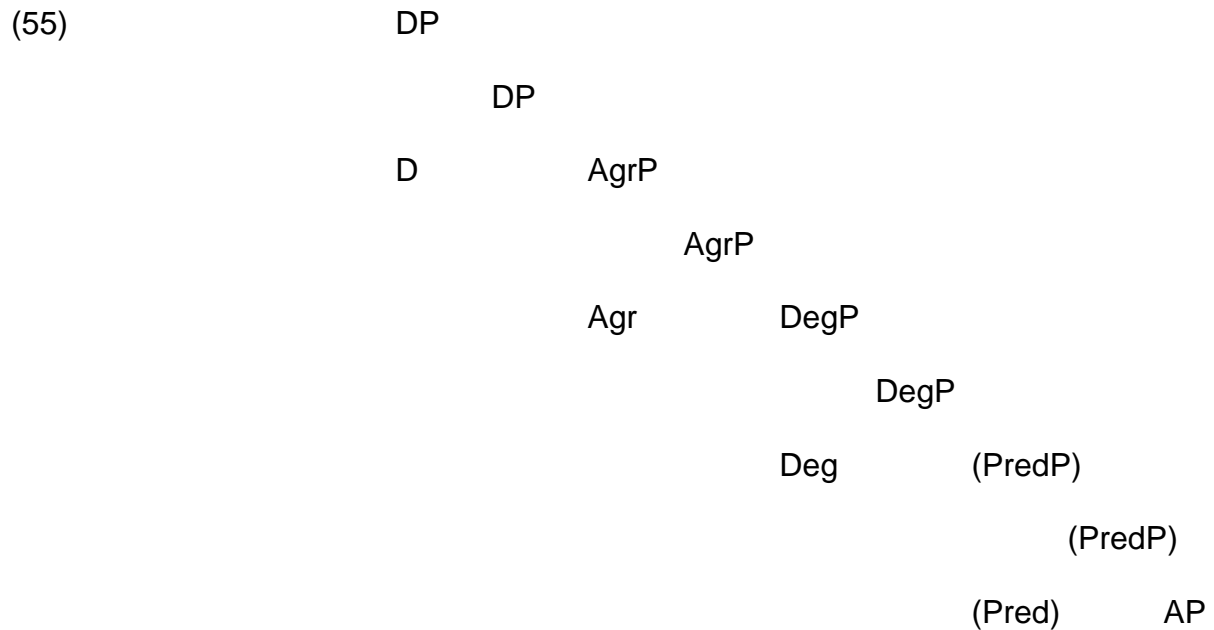 (55) DP
DP
D AgrP
AgrP
Agr DegP
DegP
Deg (PredP)
(PredP)
(Pred) AP